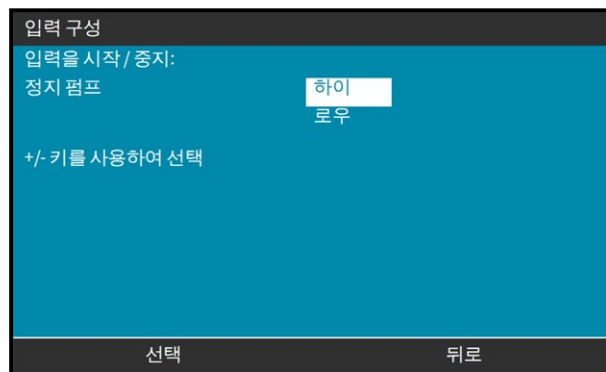 입력 구성
입력을 시작 / 중지:
정지 펌프 하이
로우
+/- 키를 사용하여 선택
선택 뒤로